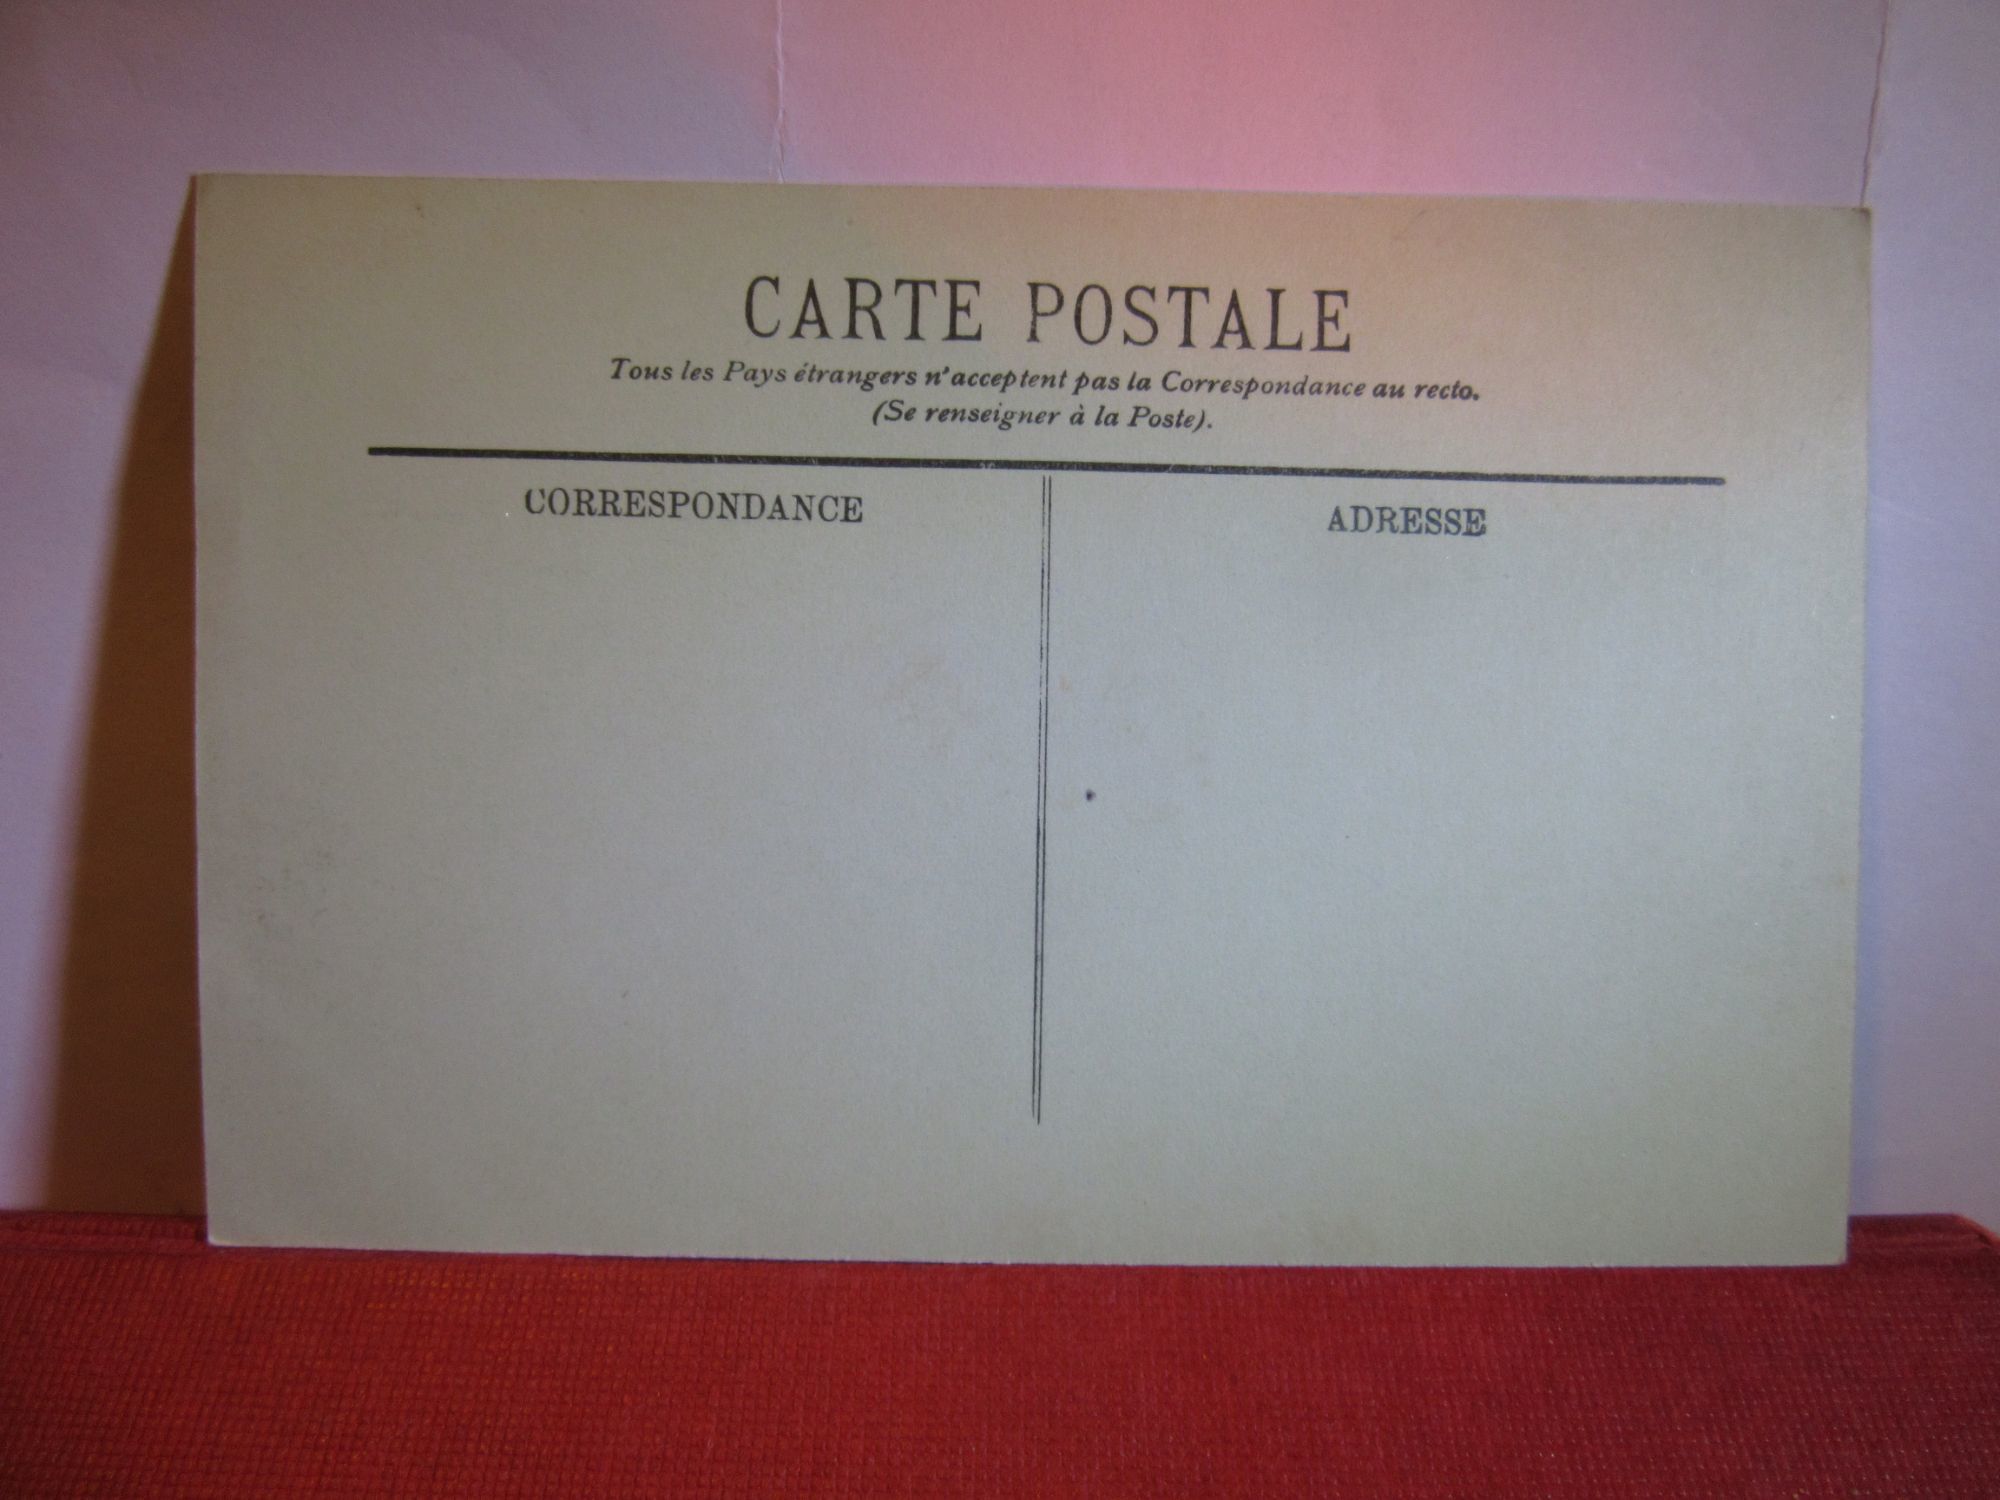 CARTE POSTALE
Tous les Pays étrangers n'acceptent pas la Correspondance au recto.
(Se renseigner à la Poste).
CORRESPONDANCE
ADRESSE